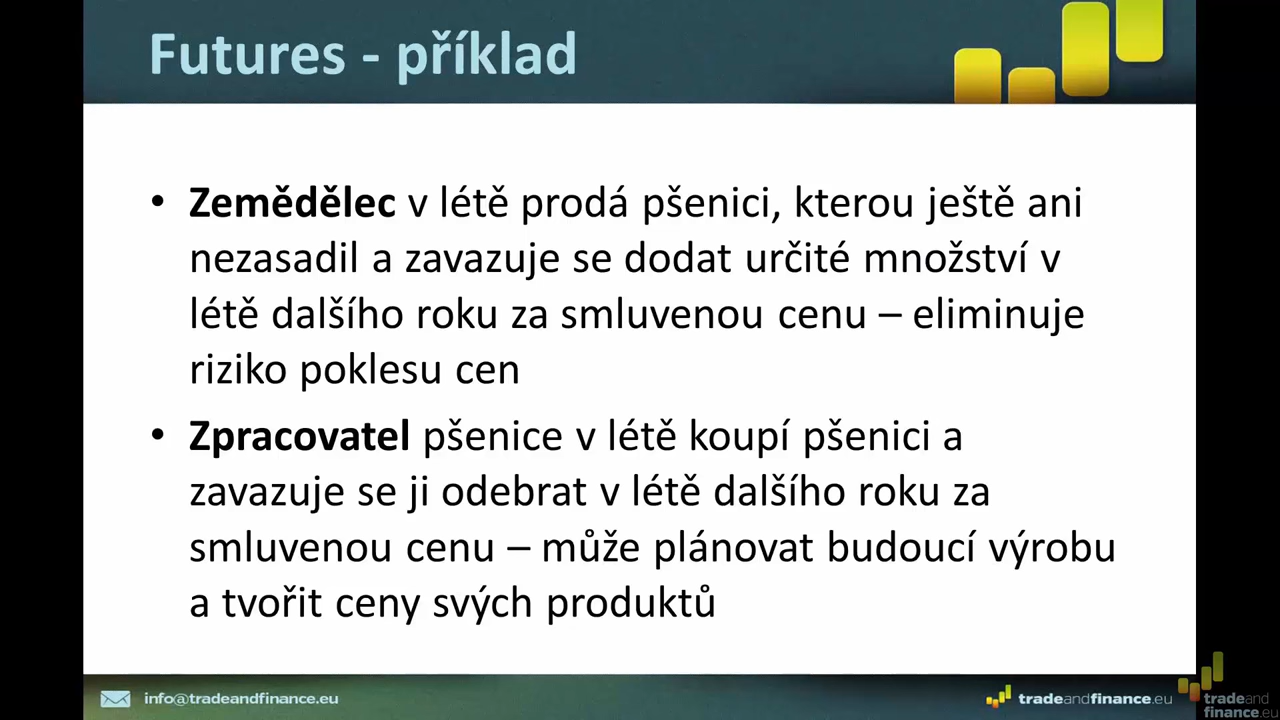 Futures - příklad
• Zemědělec v létě prodá pšenici, kterou ještě ani
nezasadil a zavazuje se dodat určité množství v
létě dalšího roku za smluvenou cenu – eliminuje
riziko poklesu cen
• Zpracovatel pšenice v létě koupí pšenici a
zavazuje se ji odebrat v létě dalšího roku za
smluvenou cenu – může plánovat budoucí výrobu
a tvořit ceny svých produktů
info@tradeandfinance.eu
tradeandfinance.eu
tradeand
finance.eu